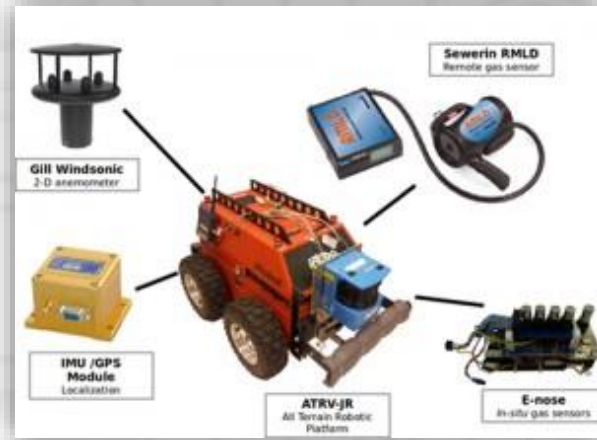 Sewerin RMLD
Remote gas sensor
Gill Windsonic
2-D anemometer
IMU /GPS
Module
Localization
ATRV-JR
All Terrain Robotic
Platform
E-nose
In-situ gas sensors